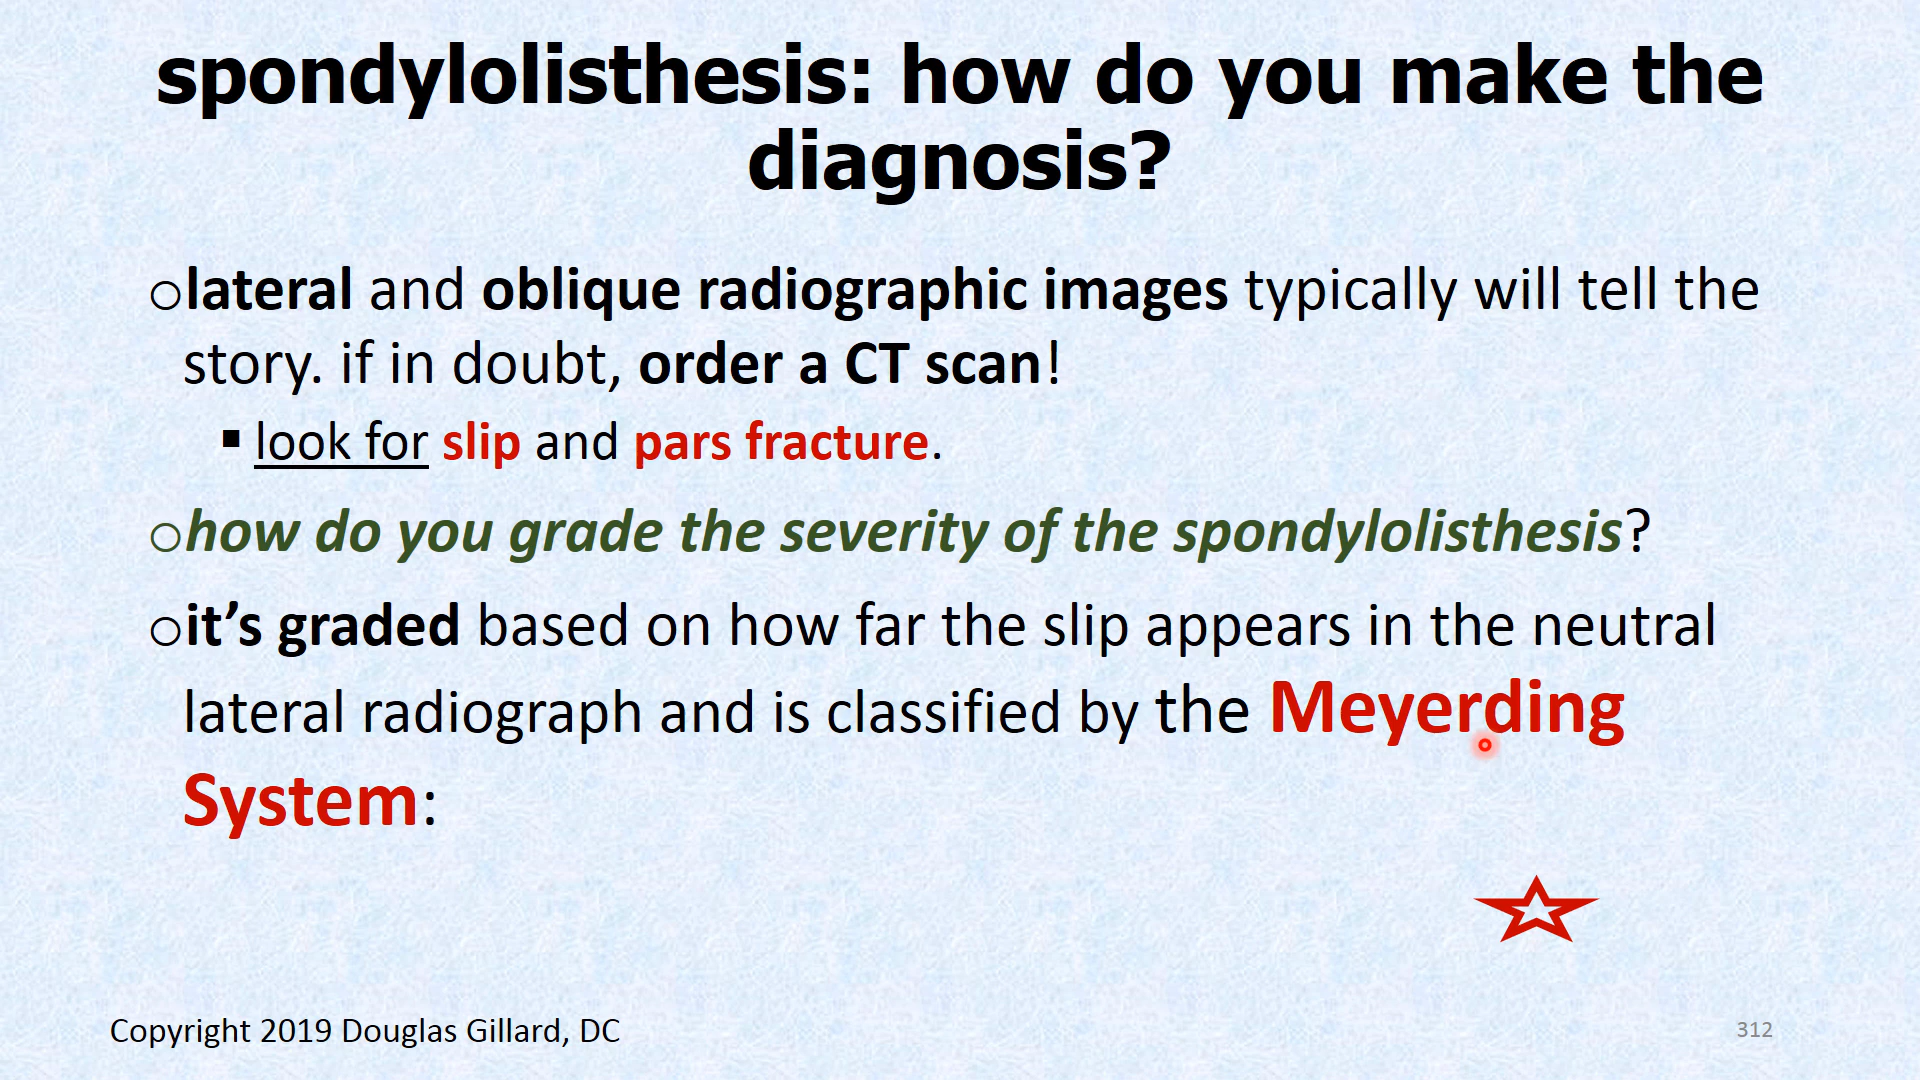 spondylolisthesis: how do you make the
diagnosis?
olateral and oblique radiographic images typically will tell the
story. if in doubt, order a CT scan!
▪ look for slip and pars fracture.
ohow do you grade the severity of the spondylolisthesis?
oit’s graded based on how far the slip appears in the neutral
lateral radiograph and is classified by the Meyerding
System:
Copyright 2019 Douglas Gillard, DC
312